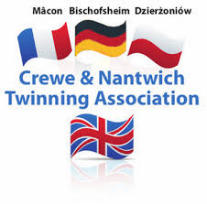 Mâcon Bischofsheim Dzierżoniów
Crewe & Nantwich
Twinning Association